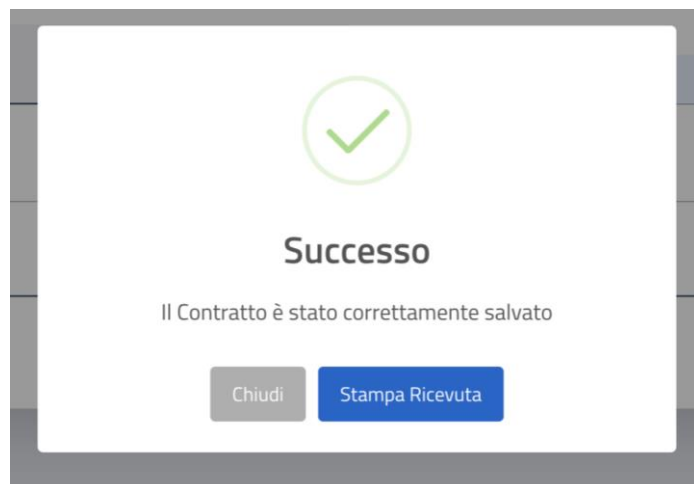 Successo
Il Contratto è stato correttamente salvato
Chiudi
Stampa Ricevuta